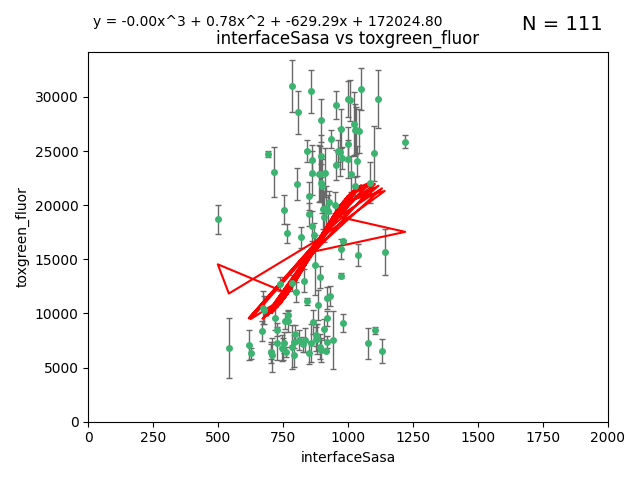 y = -0.00x^3 + 0.78x^2 + -629.29x + 172024.80
N = 111
interfaceSasa vs toxgreen_fluor
30000
25000
20000
15000
10000
5000
0
toxgreen_fluor
0 250 500 750 1000 1250 1500 1750 2000
interfaceSasa